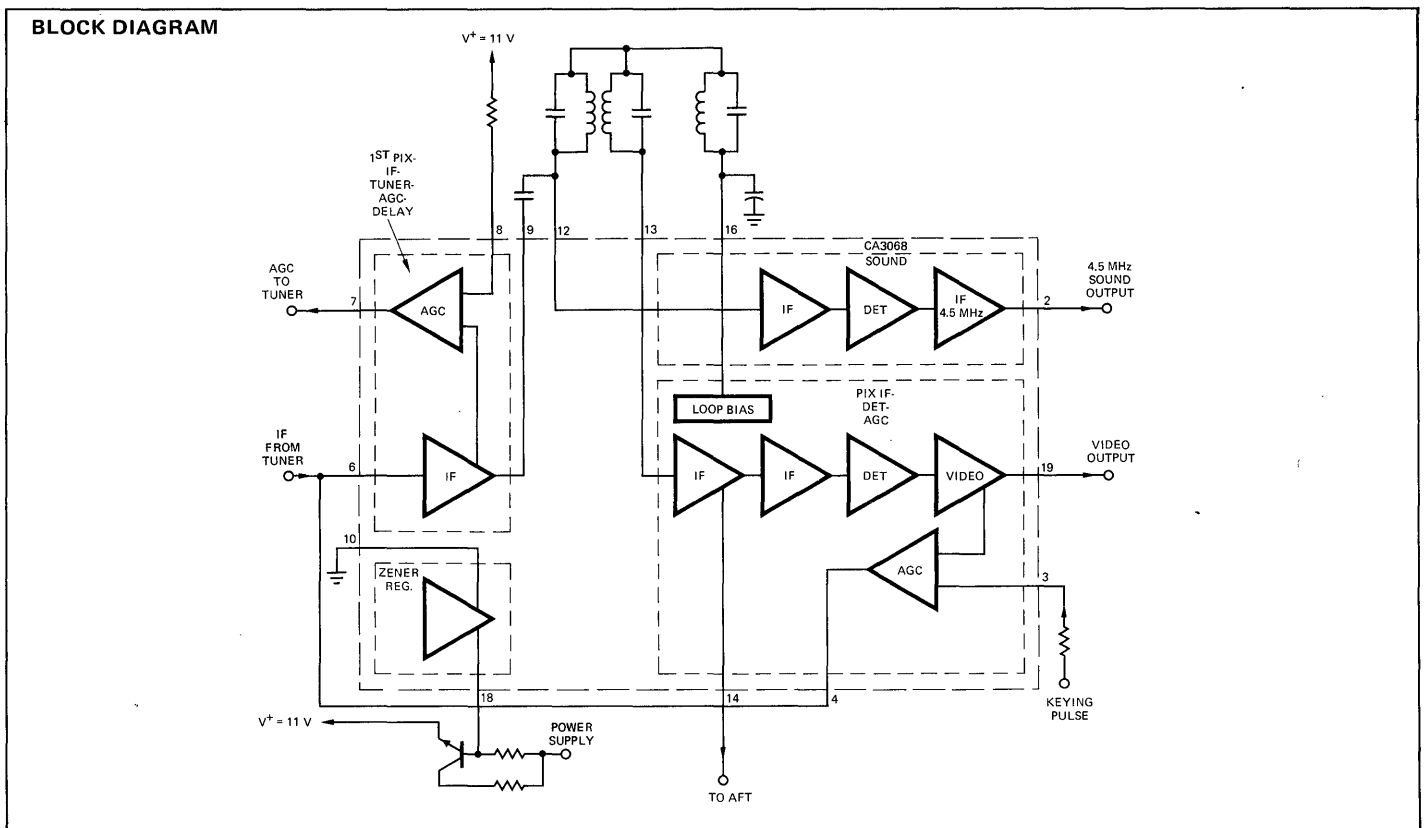 BLOCK DIAGRAM
V+ = 11 V
1ST PIX-
IF-
TUNER-
AGC-
DELAY
8
9
12
13
16
CA3068
SOUND
AGC
TO
TUNER
7
AGC
IF
DET
IF
4.5 MHz
2
4.5 MHz
SOUND
OUTPUT
LOOP BIAS
PIX IF-
DET-
AGC
IF
FROM
TUNER
6
IF
IF
IF
DET
VIDEO
19
VIDEO
OUTPUT
10
ZENER
REG.
AGC
3
18
14
4
KEYING
PULSE
V+ = 11 V
POWER
SUPPLY
TO AFT